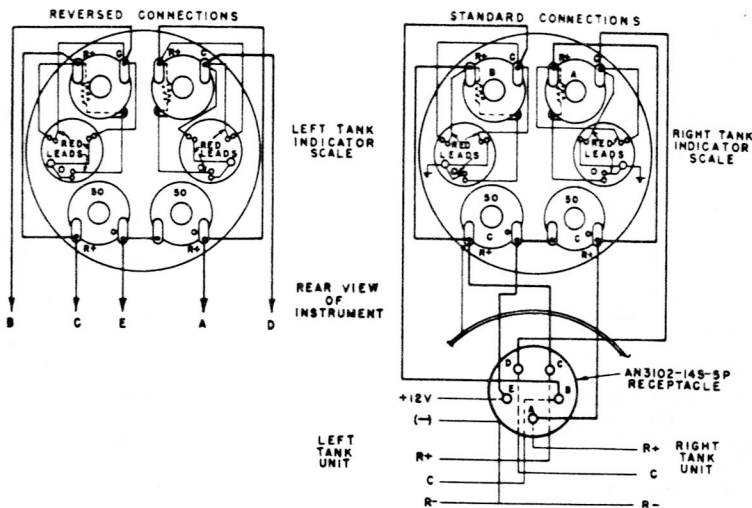 REVERSED CONNECTIONS
R+ C R+ C
RED LEADS
RED LEADS
50 50
R+ R+
B C E A D
LEFT TANK
INDICATOR
SCALE
REAR VIEW
OF
INSTRUMENT
STANDARD CONNECTIONS
R+ C R+ C
B A
RED LEADS
RED LEADS
50 50
C C
R+ R+
RIGHT TANK
INDICATOR
SCALE
D C
E B
A
AN3102-14S-5P
RECEPTACLE
+12V
(—)
LEFT
TANK
UNIT
R+
C
R-
R+
C
R-
RIGHT
TANK
UNIT